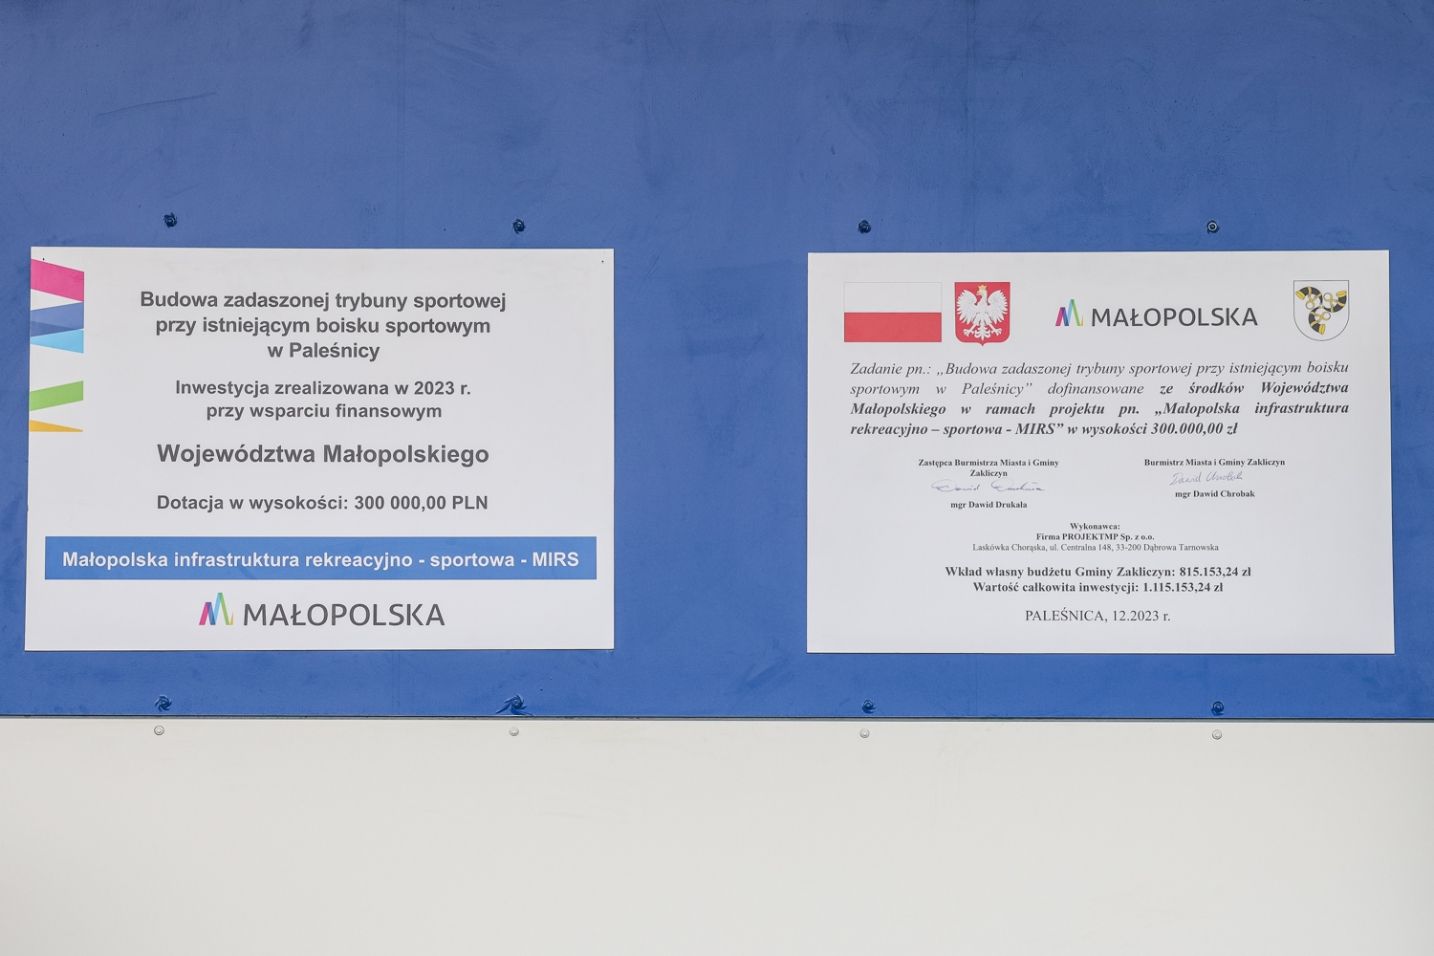 Budowa zadaszonej trybuny sportowej
przy istniejącym boisku sportowym
w Paleśnicy
Inwestycja zrealizowana w 2023 r.
przy wsparciu finansowym
Województwa Małopolskiego
Dotacja w wysokości: 300 000,00 PLN
Małopolska infrastruktura rekreacyjno - sportowa - MIRS
MAŁOPOLSKA
MAŁOPOLSKA
Zadanie pn.: „Budowa zadaszonej trybuny sportowej przy istniejącym boisku
sportowym w Paleśnicy” dofinansowane ze środków Województwa
Małopolskiego w ramach projektu pn. „Małopolska infrastruktura
rekreacyjno – sportowa - MIRS” w wysokości 300.000,00 zł
Zastępca Burmistrza Miasta i Gminy
Zakliczyn
mgr Dawid Drukała
Burmistrz Miasta i Gminy Zakliczyn
Dawid Chrobak
mgr Dawid Chrobak
Wykonawca:
Firma PROJEKTMP Sp. z o.o.
Laskówka Chorąska, ul. Centralna 148, 33-200 Dąbrowa Tarnowska
Wkład własny budżetu Gminy Zakliczyn: 815.153,24 zł
Wartość całkowita inwestycji: 1.115.153,24 zł
PALEŚNICA, 12.2023 r.